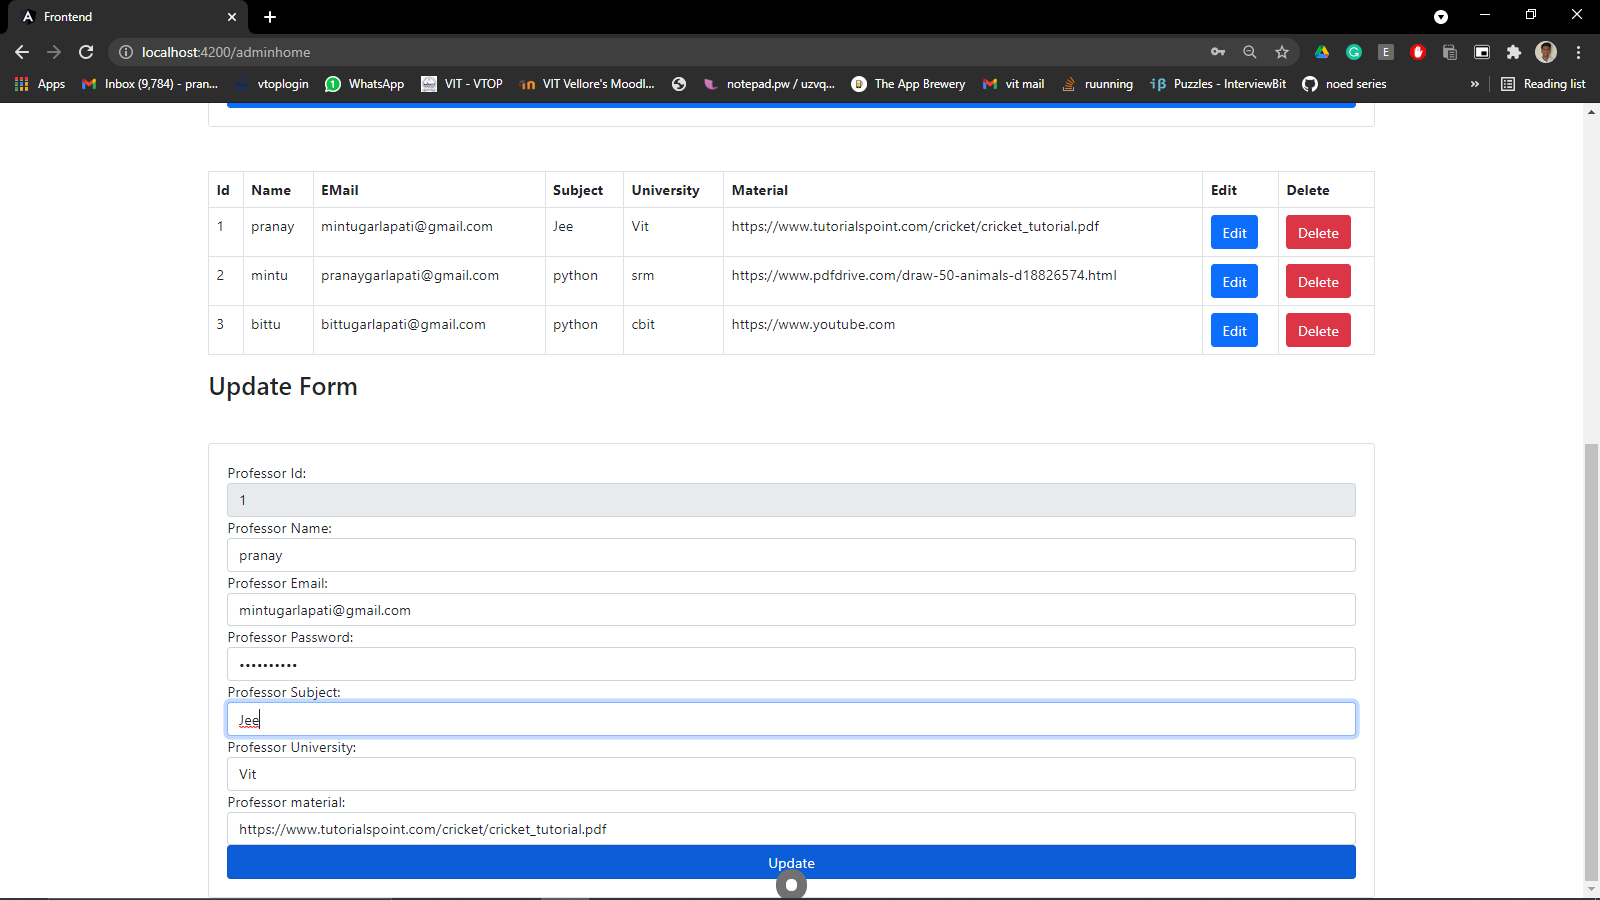 Frontend
localhost:4200/adminhome
Apps Inbox (9,784) - pran... vtoplogin WhatsApp VIT - VTOP VIT Vellore's Moodl... notepad.pw / uzvq... The App Brewery vit mail ruunning iβ Puzzles - InterviewBit noed series » Reading list
Id Name EMail Subject University Material Edit Delete
1 pranay mintugarlapati@gmail.com Jee Vit https://www.tutorialspoint.com/cricket/cricket_tutorial.pdf Edit Delete
2 mintu pranaygarlapati@gmail.com python srm https://www.pdfdrive.com/draw-50-animals-d18826574.html Edit Delete
3 bittu bittugarlapati@gmail.com python cbit https://www.youtube.com Edit Delete
Update Form
Professor Id:
1
Professor Name:
pranay
Professor Email:
mintugarlapati@gmail.com
Professor Password:
••••••••••
Professor Subject:
Jee
Professor University:
Vit
Professor material:
https://www.tutorialspoint.com/cricket/cricket_tutorial.pdf
Update